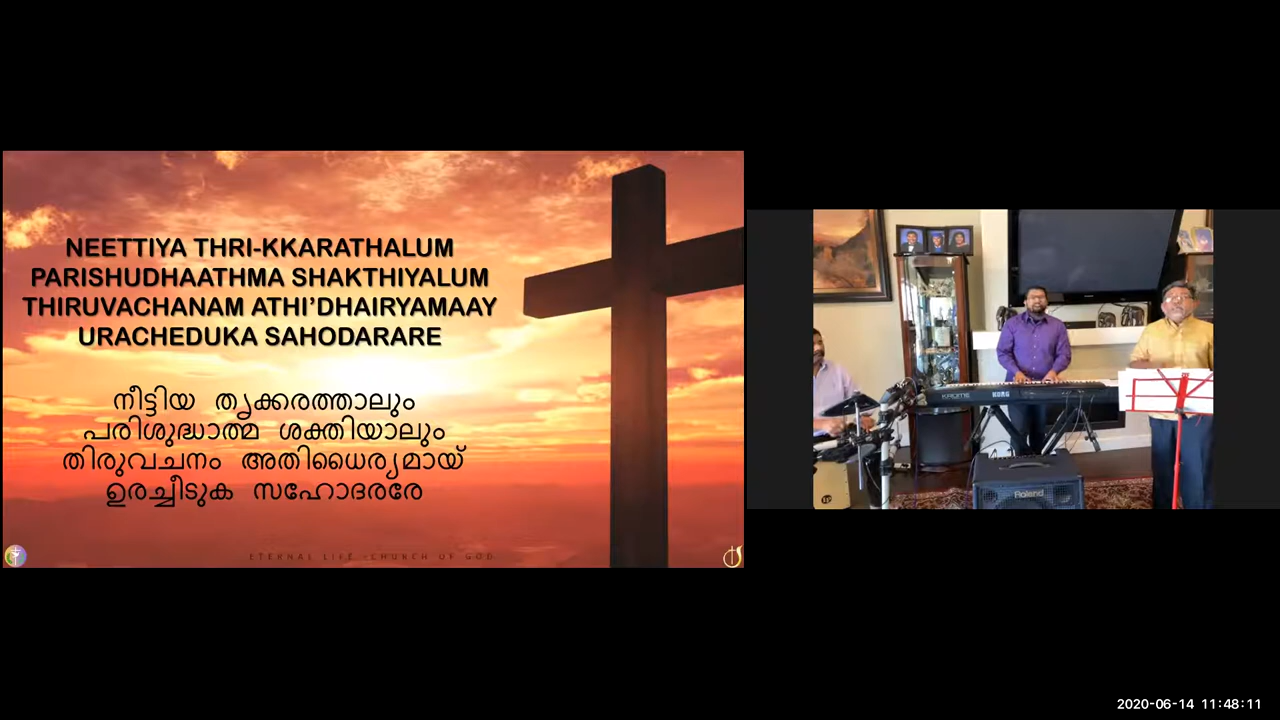 NEETTIYA THRI-KKARATHALUM
PARISHUDHAATHMA SHAKTHIYALUM
THIRUVACHANAM ATHI’DHAIRYAMAAY
URACHEDUKA SAHODARARE
നീട്ടിയ തൃക്കരത്താലും
പരിശുദ്ധാത്മ ശക്തിയാലും
തിരുവചനം അതിധൈര്യമായ്
ഉരച്ചീടുക സഹോദരരേ
ETERNAL LIFE -CHURCH OF GOD
KROME KORG
Roland
2020-06-14 11:48:11